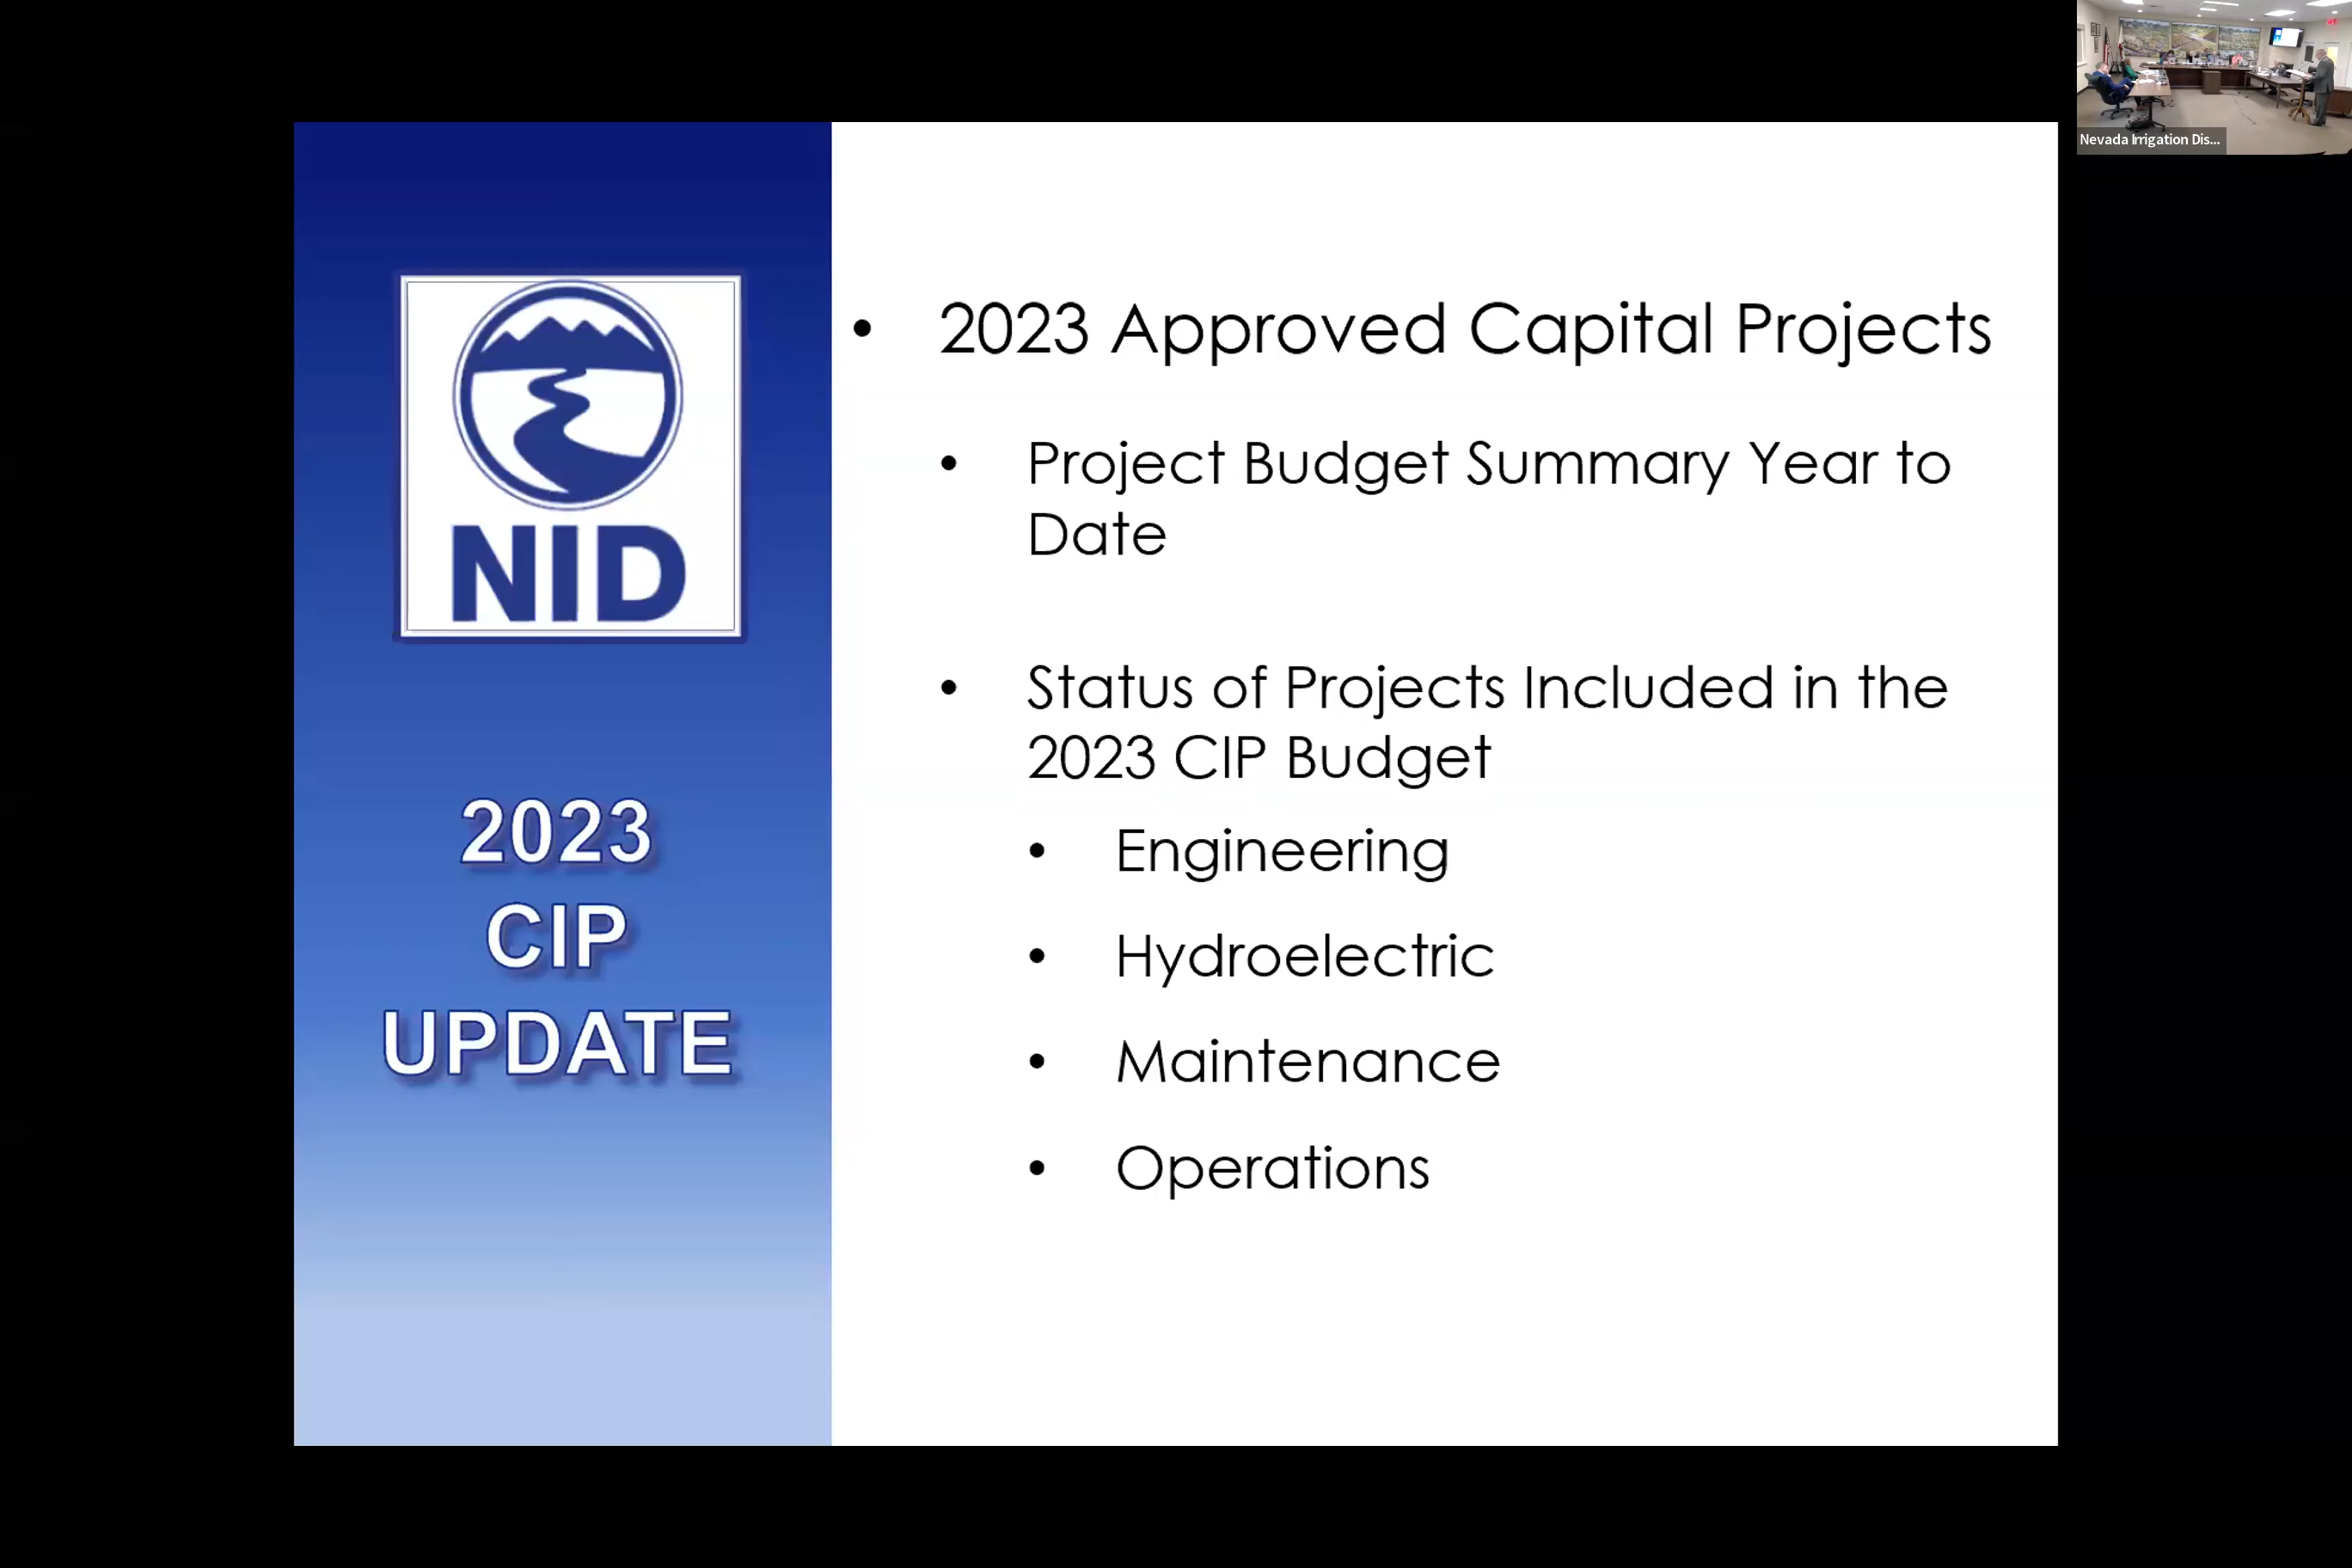 Nevada Irrigation Dis...
NID
2023
CIP
UPDATE
• 2023 Approved Capital Projects
• Project Budget Summary Year to
Date
• Status of Projects Included in the
2023 CIP Budget
• Engineering
• Hydroelectric
• Maintenance
• Operations